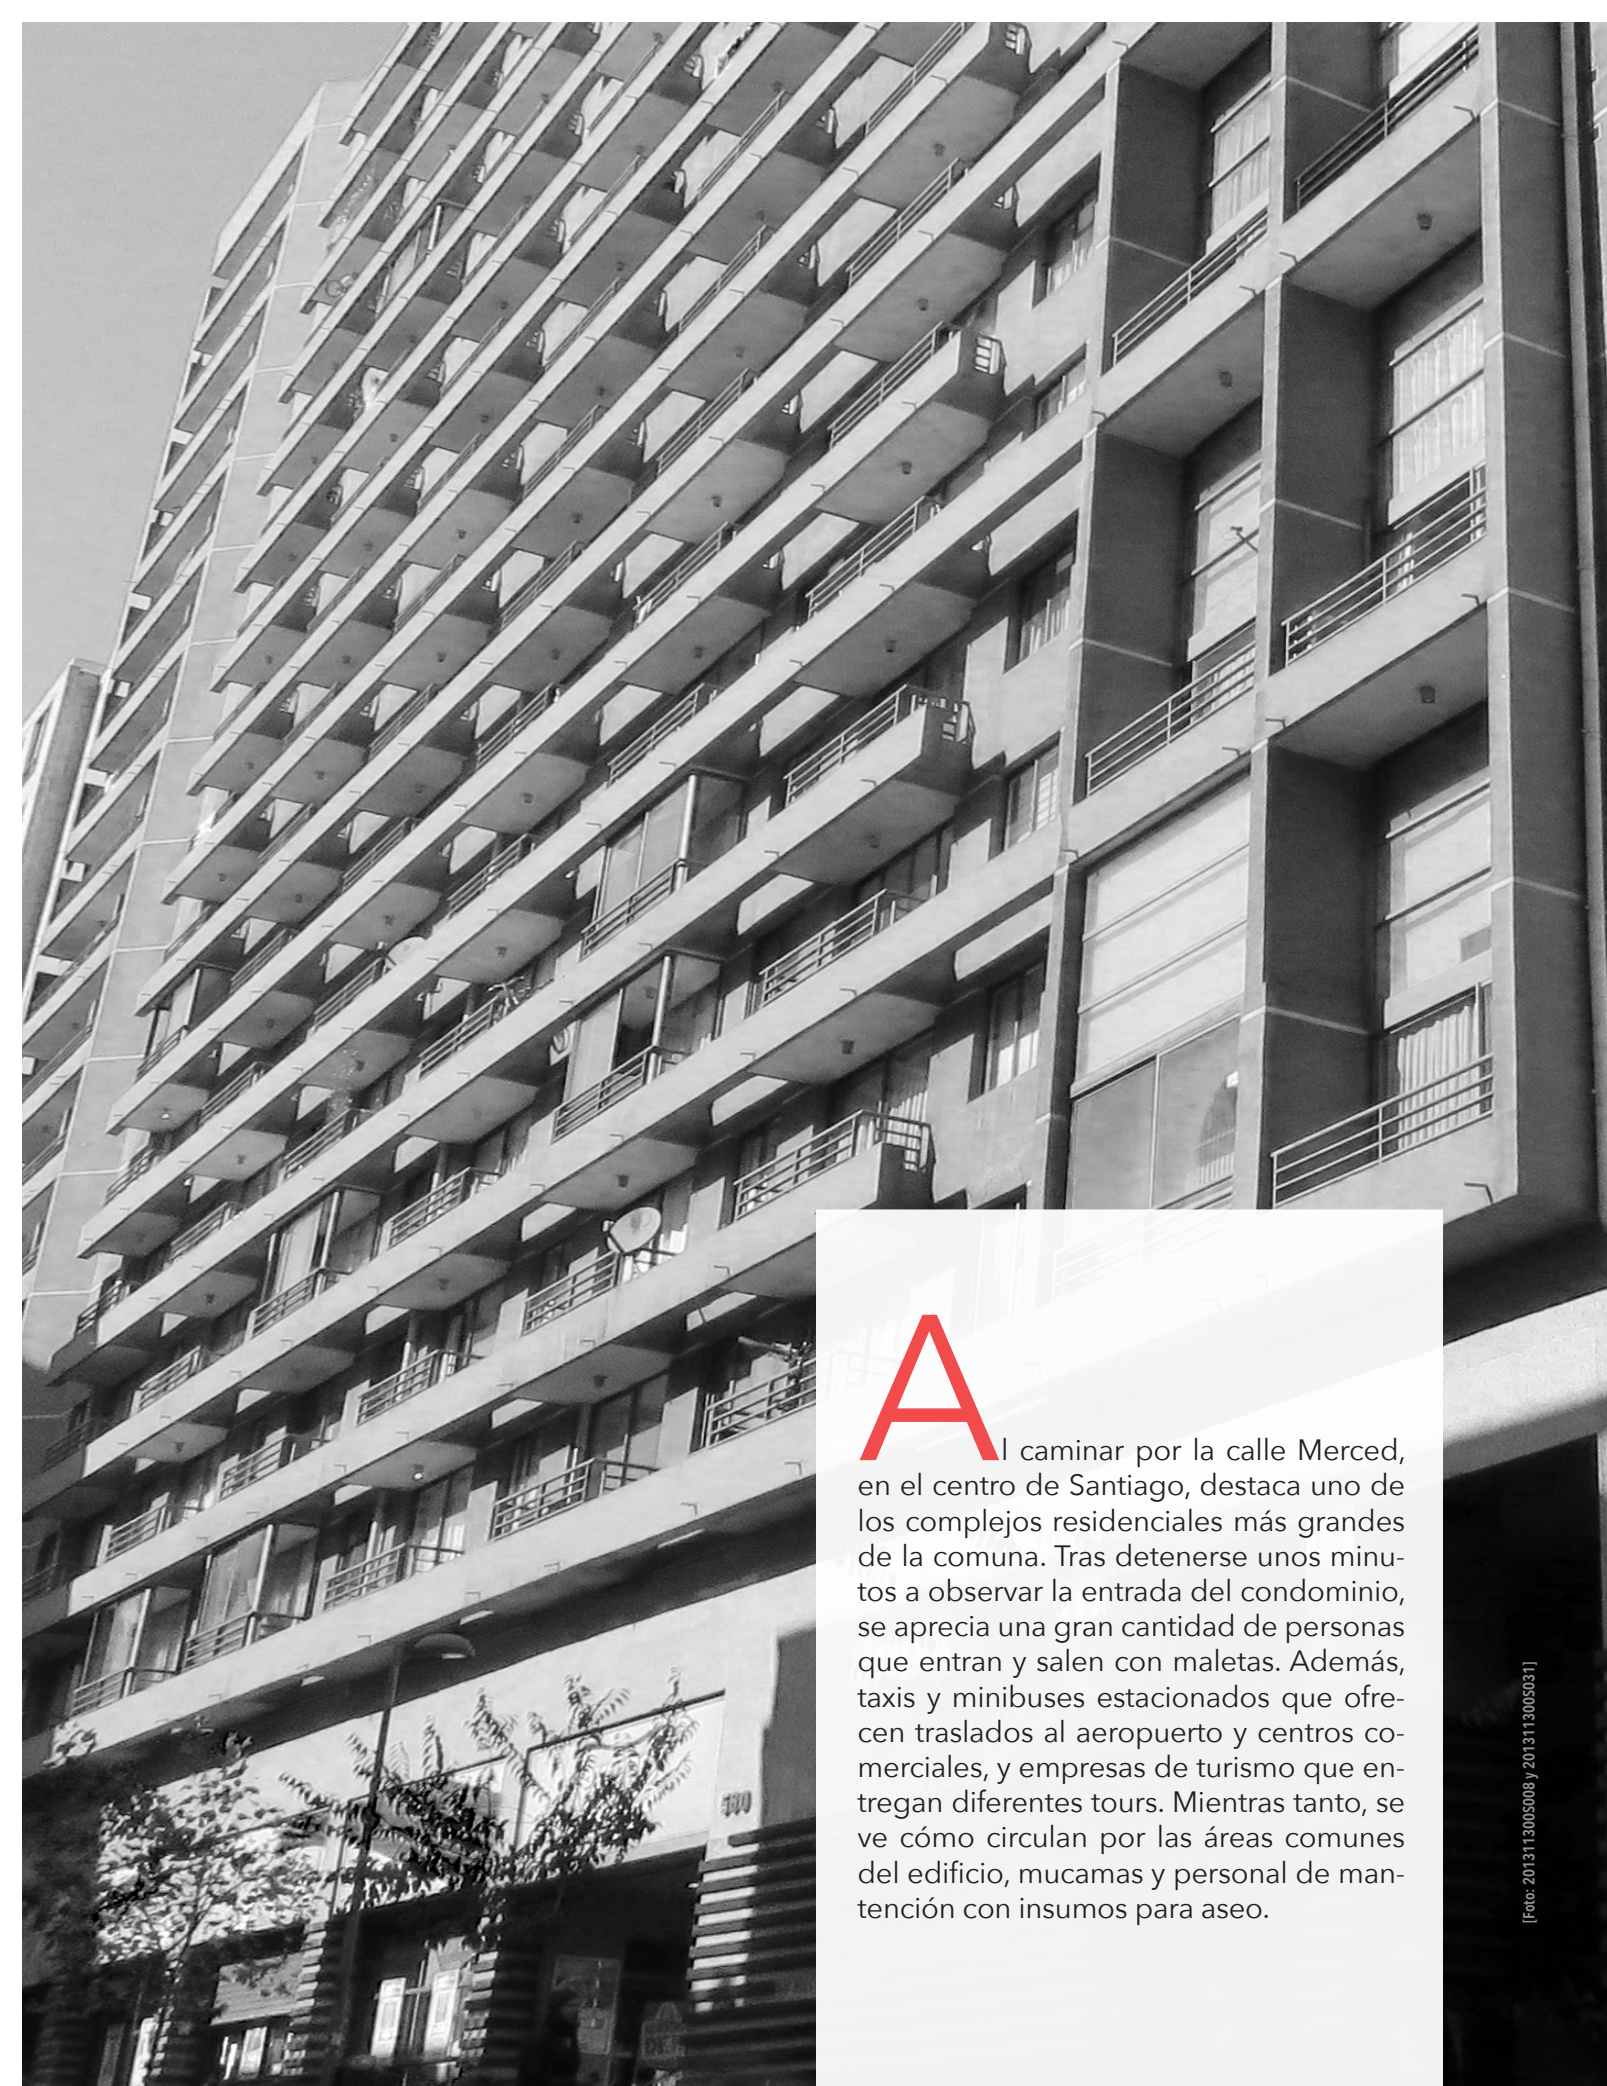 Al caminar por la calle Merced,
en el centro de Santiago, destaca uno de
los complejos residenciales más grandes
de la comuna. Tras detenerse unos minu-
tos a observar la entrada del condominio,
se aprecia una gran cantidad de personas
que entran y salen con maletas. Además,
taxis y minibuses estacionados que ofre-
cen traslados al aeropuerto y centros co-
merciales, y empresas de turismo que en-
tregan diferentes tours. Mientras tanto, se
ve cómo circulan por las áreas comunes
del edificio, mucamas y personal de man-
tención con insumos para aseo.
[Foto: 201311300S008 y 201311300S031]